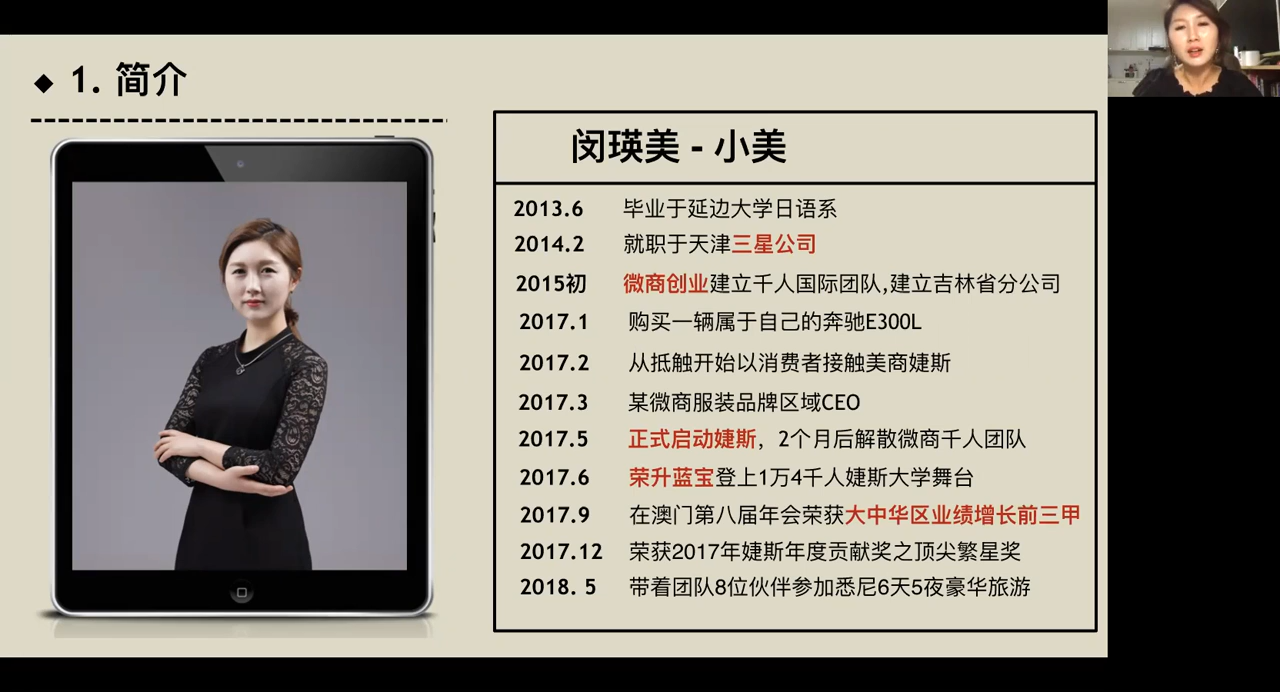 ◆ 1. 简介
闵瑛美 - 小美
2013.6 毕业于延边大学日语系
2014.2 就职于天津三星公司
2015初 微商创业建立千人国际团队,建立吉林省分公司
2017.1 购买一辆属于自己的奔驰E300L
2017.2 从抵触开始以消费者接触美商婕斯
2017.3 某微商服装品牌区域CEO
2017.5 正式启动婕斯，2个月后解散微商千人团队
2017.6 荣升蓝宝登上1万4千人婕斯大学舞台
2017.9 在澳门第八届年会荣获大中华区业绩增长前三甲
2017.12 荣获2017年婕斯年度贡献奖之顶尖繁星奖
2018. 5 带着团队8位伙伴参加悉尼6天5夜豪华旅游